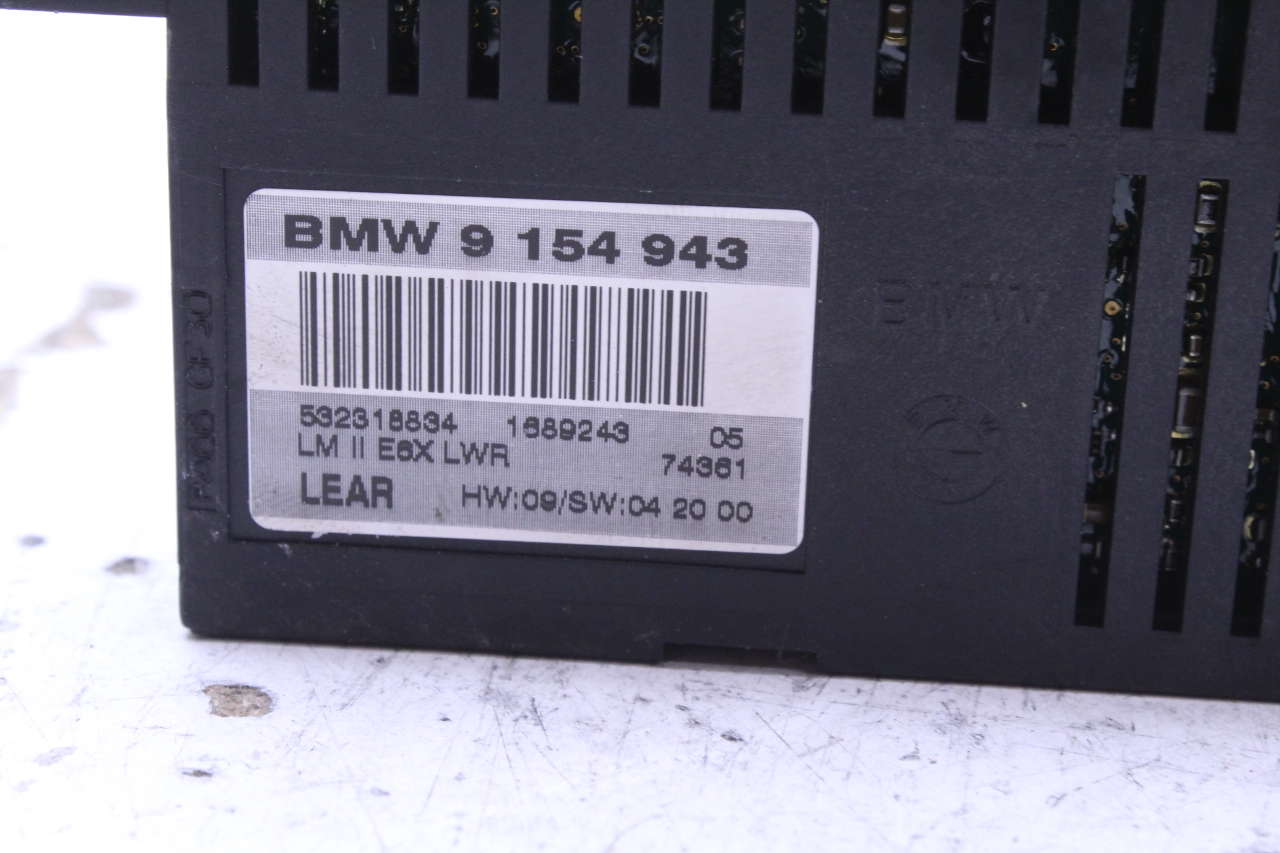 BMW 9 154 943
532318834 1689243 05
LM II E6X LWR 74361
LEAR HW:09/SW:04 20 00
BMW